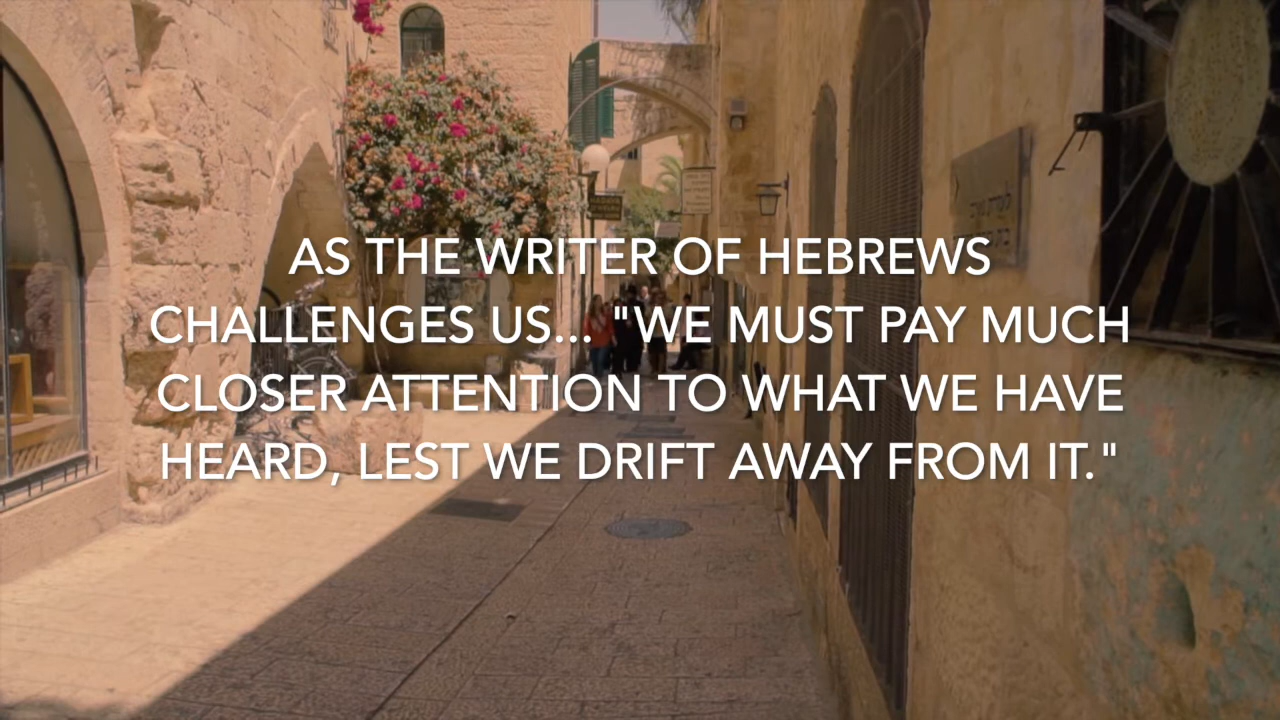 AS THE WRITER OF HEBREWS
CHALLENGES US... "WE MUST PAY MUCH
CLOSER ATTENTION TO WHAT WE HAVE
HEARD, LEST WE DRIFT AWAY FROM IT."